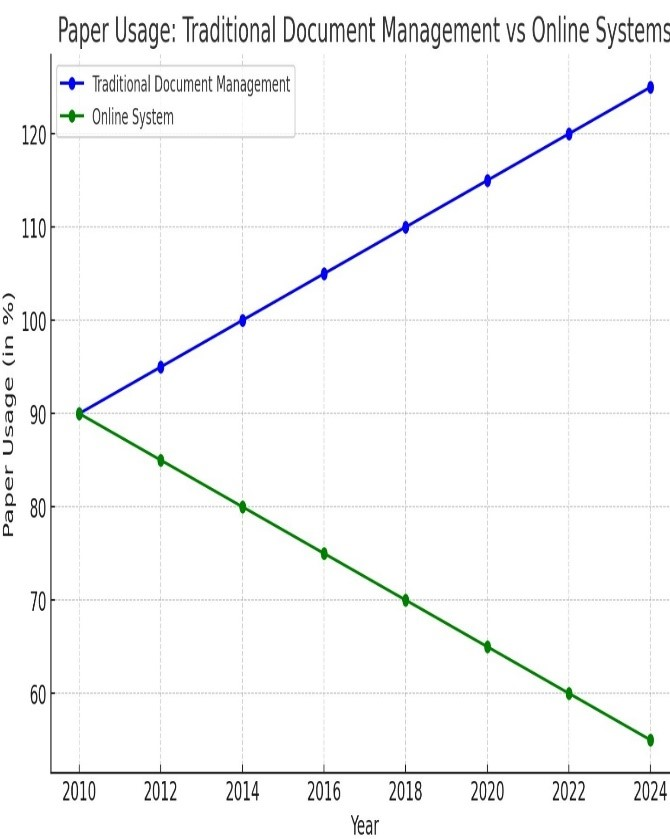 Paper Usage: Traditional Document Management vs Online Systems
Traditional Document Management
Online System
Paper Usage (in %)
120
110
100
90
80
70
60
2010 2012 2014 2016 2018 2020 2022 2024
Year